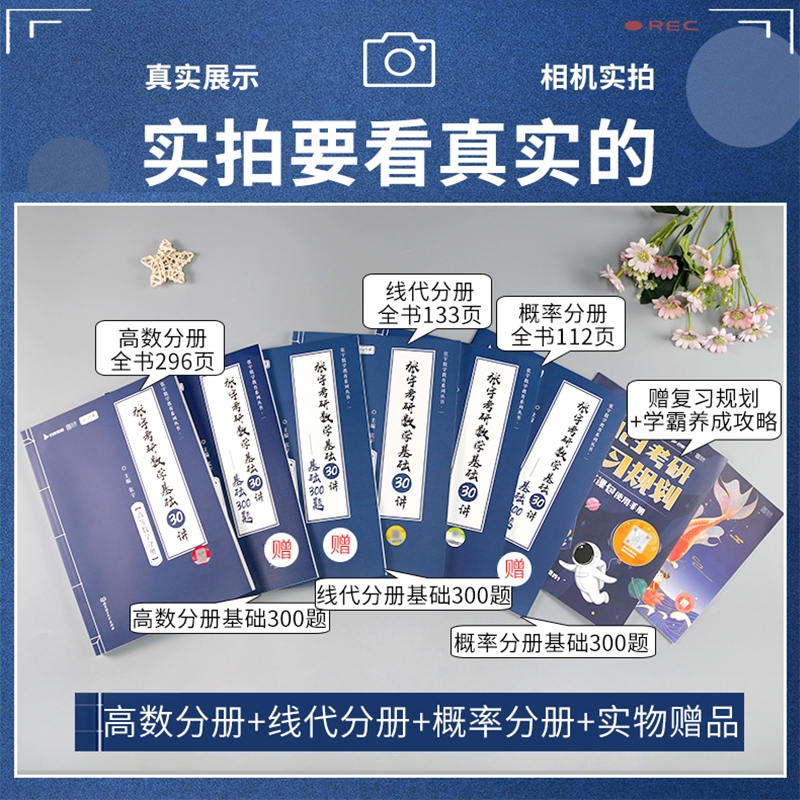 REC
真实展示
相机实拍
实拍要看真实的
线代分册
全书133页
概率分册
全书112页
高数分册
全书296页
赠复习规划
+学霸养成攻略
张宇考研数学基础30讲
张宇考研数学基础30讲
基础300题
张宇考研数学基础30讲
基础300题
张宇考研数学基础30讲
张宇考研数学基础30讲
张宇考研数学基础30讲
基础300题
考研
习规划
赠
赠
赠
高数分册基础300题
线代分册基础300题
概率分册基础300题
高数分册+线代分册+概率分册+实物赠品